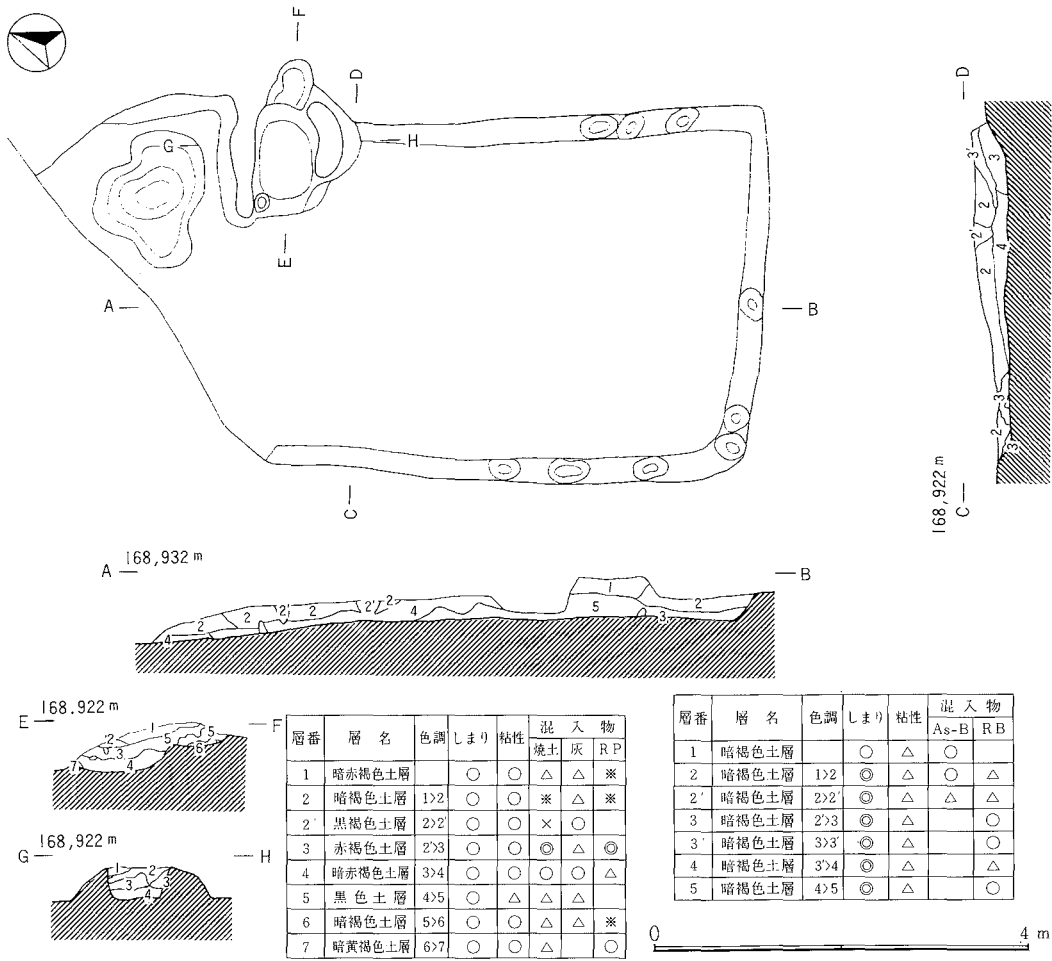 F
D
G
H
E
A
B
C
D
3'
3
2
2'
4
2
3
2
3'
168,922 m
C
A 168,932 m
B
1
2 2 2' 2 2' 2 4 5 3 2
4
E 168.922 m
F
1 2 3 4 5 5 6 7
G 168,922 m
H
1 2 3 3 4
層番 層名 色調 しまり 粘性 混入物
焼土 灰 RP
1 暗赤褐色土層 ○ ○ △ △ ※
2 暗褐色土層 1>2 ○ ○ ※ △ ※
2' 黒褐色土層 2>2' ○ ○ × ○
3 赤褐色土層 2'>3 ○ ○ ◎ △ ◎
4 暗赤褐色土層 3>4 ○ ○ ○ ○ △
5 黒色土層 4>5 ○ △ △ △
6 暗褐色土層 5>6 ○ ○ △ △ ※
7 暗黄褐色土層 6>7 ○ ○ △ ○
層番 層名 色調 しまり 粘性 混入物
As-B RB
1 暗褐色土層 ○ △ ○
2 暗褐色土層 1>2 ◎ △ ○ △
2' 暗褐色土層 2>2' ◎ △ △ △
3 暗褐色土層 2'>3 ◎ △ ○
3' 暗褐色土層 3>3' ◎ △ ○
4 暗褐色土層 3'>4 ◎ △ △
5 暗褐色土層 4>5 ◎ △ ○
0 4 m